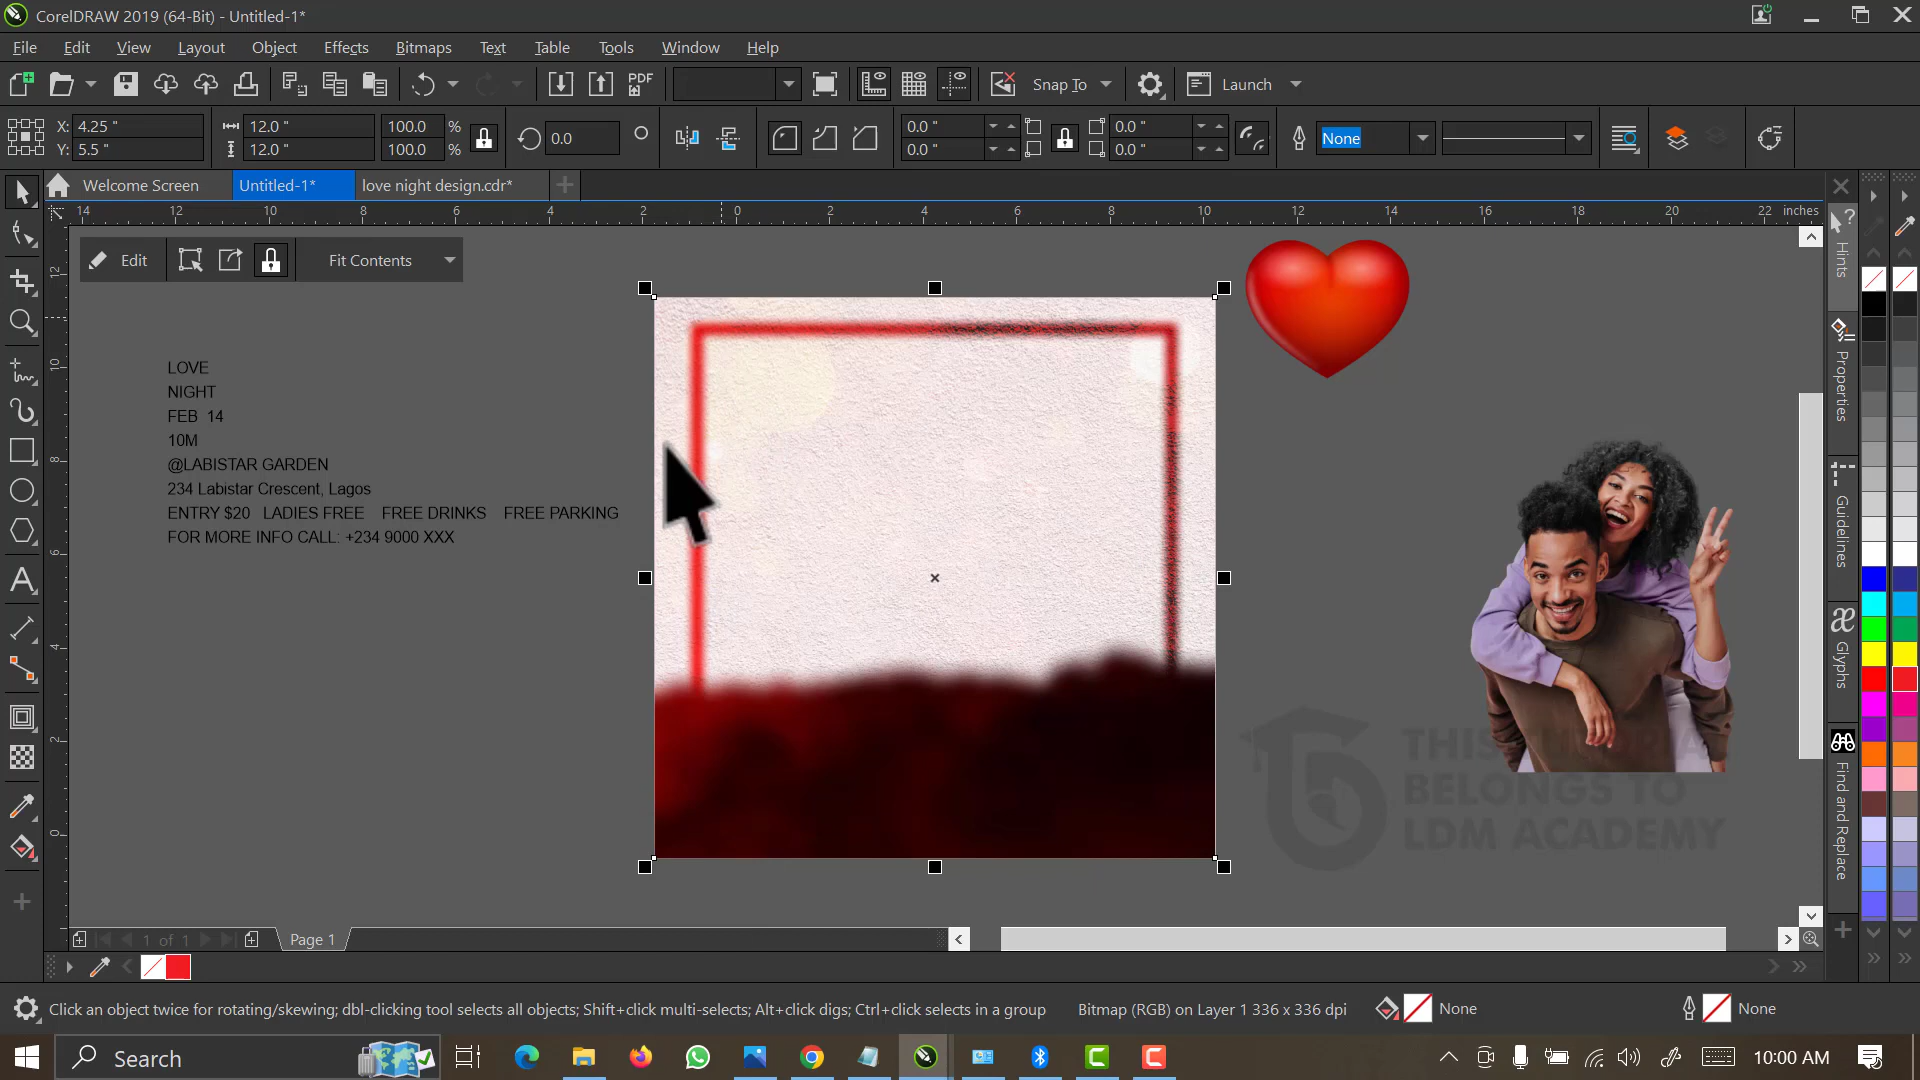 CorelDRAW 2019 (64-Bit) - Untitled-1*
File Edit View Layout Object Effects Bitmaps Text Table Tools Window Help
PDF Snap To Launch
X: 4.25 " 12.0 " 100.0 % 0.0 0.0 " 0.0 " None
Y: 5.5 " 12.0 " 100.0 % 0.0 " 0.0 "
Welcome Screen Untitled-1* love night design.cdr*
14 12 10 8 6 4 2 0 2 4 6 8 10 12 14 16 18 20 22 inches
Edit Fit Contents
12
10
8
6
4
2
0
LOVE
NIGHT
FEB 14
10M
@LABISTAR GARDEN
234 Labistar Crescent, Lagos
ENTRY $20 LADIES FREE FREE DRINKS FREE PARKING
FOR MORE INFO CALL: +234 9000 XXX
BELONGS TO
LDM ACADEMY
Hints
Properties
Guidelines
Glyphs
Find and Replace
1 of 1 Page 1
Click an object twice for rotating/skewing; dbl-clicking tool selects all objects; Shift+click multi-selects; Alt+click digs; Ctrl+click selects in a group Bitmap (RGB) on Layer 1 336 x 336 dpi None None
Search 10:00 AM